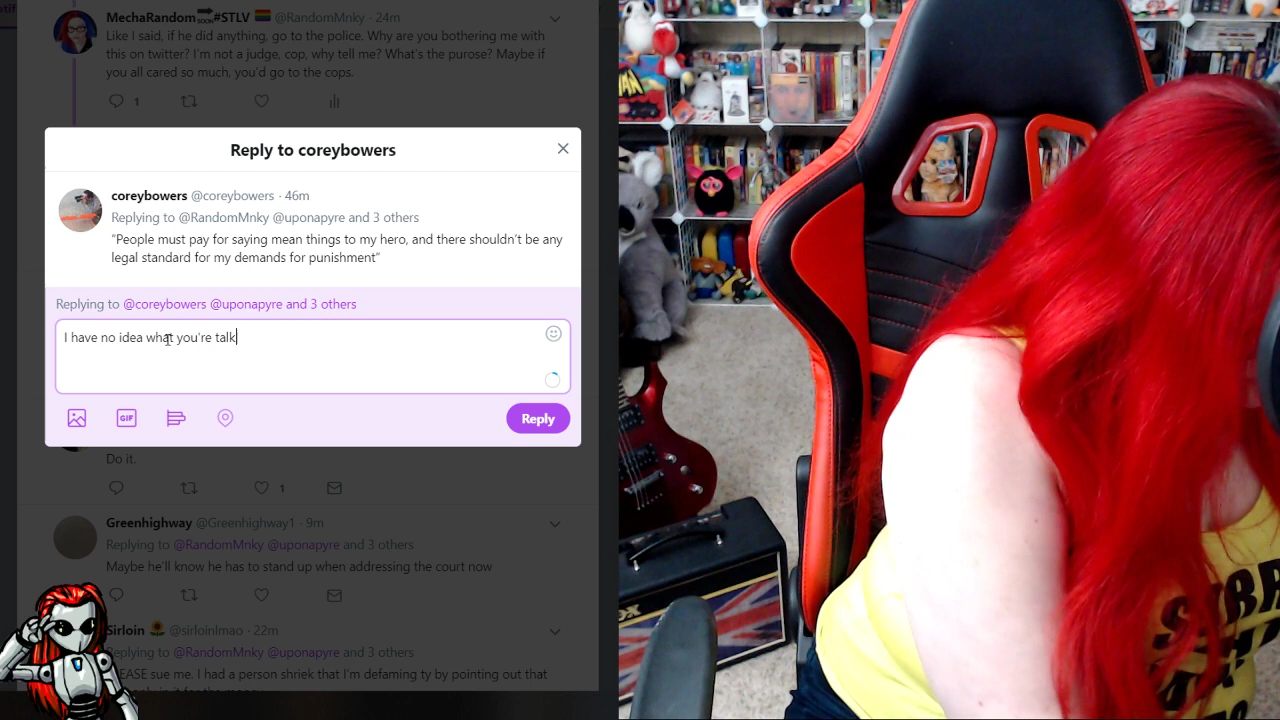 MechaRandom SOON #STLV @RandomMnky · 24m
Like I said, if he did anything, go to the police. Why are you bothering me with
this on twitter? I'm not a judge, cop, why tell me? What's the purose? Maybe if
you all cared so much, you'd go to the cops.
1
Reply to coreybowers
coreybowers @coreybowers · 46m
Replying to @RandomMnky @uponapyre and 3 others
“People must pay for saying mean things to my hero, and there shouldn’t be any
legal standard for my demands for punishment”
Replying to @coreybowers @uponapyre and 3 others
I have no idea what you're talk
GIF
Reply
Do it.
1
Greenhighway @Greenhighway1 · 9m
Replying to @RandomMnky @uponapyre and 3 others
Maybe he'll know he has to stand up when addressing the court now
Sirloin @sirloinlmao · 22m
Replying to @RandomMnky @uponapyre and 3 others
sue me. I had a person shriek that I'm defaming ty by pointing out that